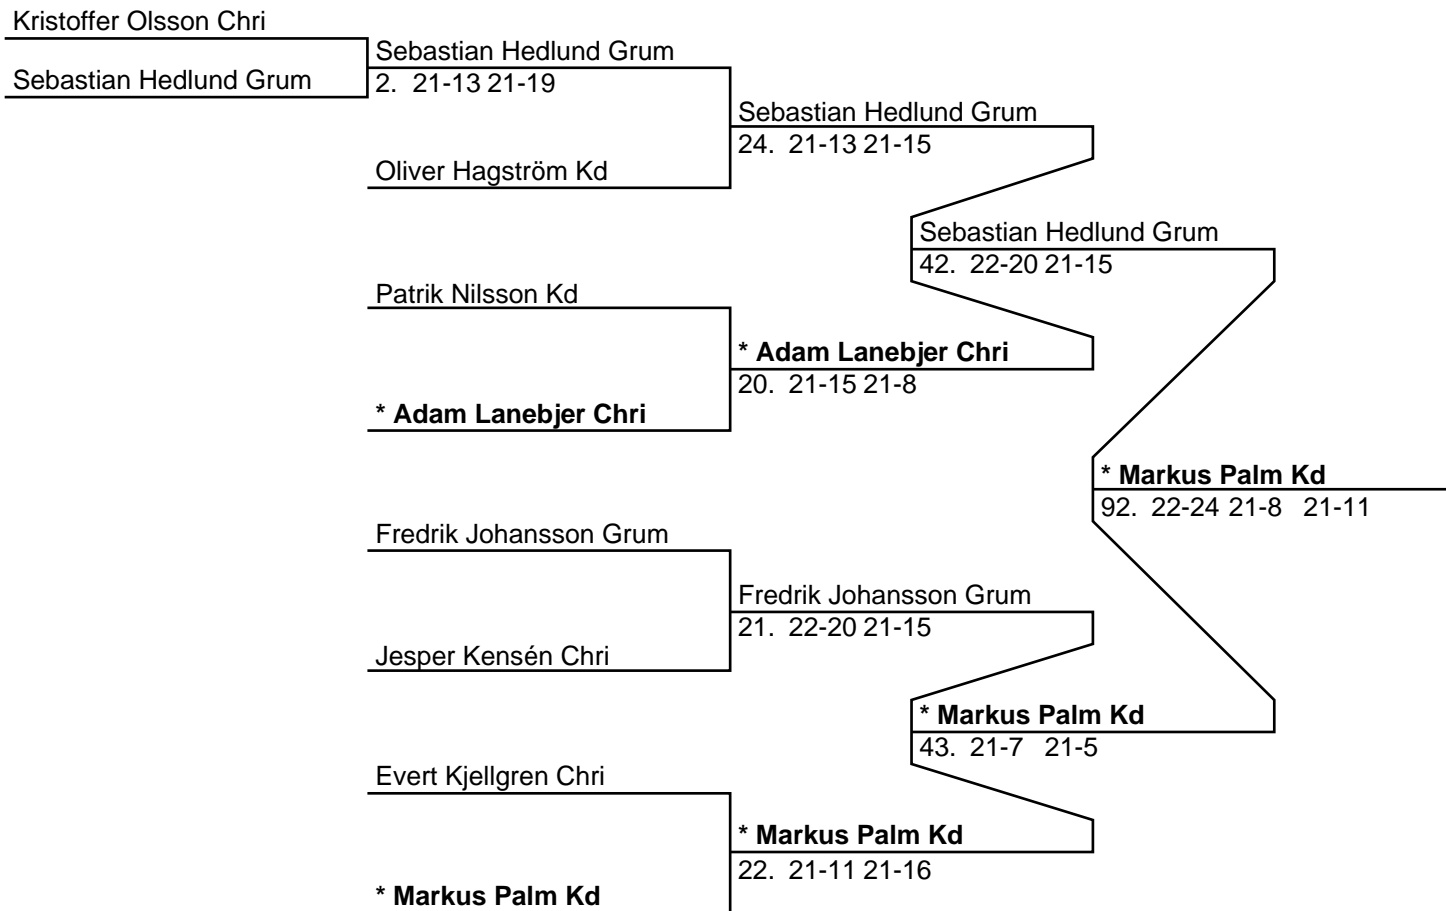 Kristoffer Olsson Chri
Sebastian Hedlund Grum
Sebastian Hedlund Grum
2. 21-13 21-19
Sebastian Hedlund Grum
24. 21-13 21-15
Oliver Hagström Kd
Sebastian Hedlund Grum
42. 22-20 21-15
Patrik Nilsson Kd
* Adam Lanebjer Chri
20. 21-15 21-8
* Adam Lanebjer Chri
* Markus Palm Kd
92. 22-24 21-8 21-11
Fredrik Johansson Grum
Fredrik Johansson Grum
21. 22-20 21-15
Jesper Kensén Chri
* Markus Palm Kd
43. 21-7 21-5
Evert Kjellgren Chri
* Markus Palm Kd
22. 21-11 21-16
* Markus Palm Kd